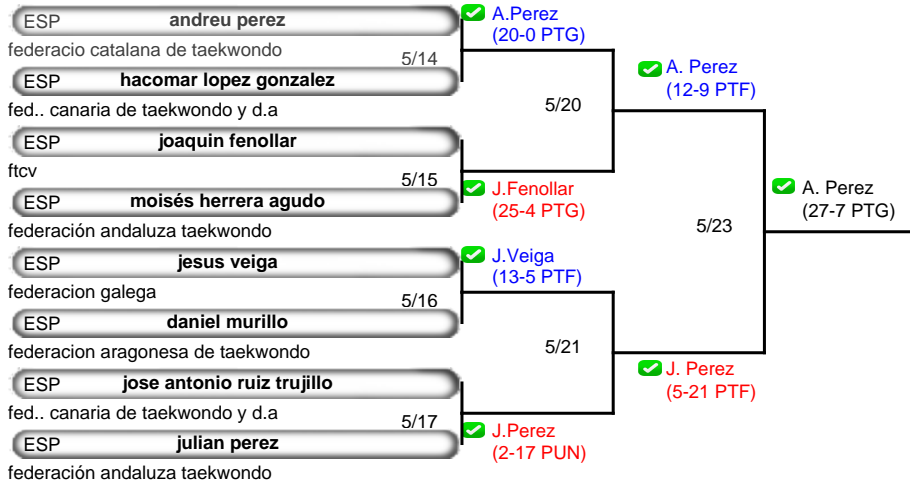 ESP andreu perez
federacio catalana de taekwondo
5/14
ESP hacomar lopez gonzalez
fed.. canaria de taekwondo y d.a
ESP joaquin fenollar
ftcv
5/15
ESP moisés herrera agudo
federación andaluza taekwondo
ESP jesus veiga
federacion galega
5/16
ESP daniel murillo
federacion aragonesa de taekwondo
ESP jose antonio ruiz trujillo
fed.. canaria de taekwondo y d.a
5/17
ESP julian perez
federación andaluza taekwondo
A.Perez
(20-0 PTG)
5/20
J.Fenollar
(25-4 PTG)
J.Veiga
(13-5 PTF)
5/21
J.Perez
(2-17 PUN)
A. Perez
(12-9 PTF)
5/23
J. Perez
(5-21 PTF)
A. Perez
(27-7 PTG)